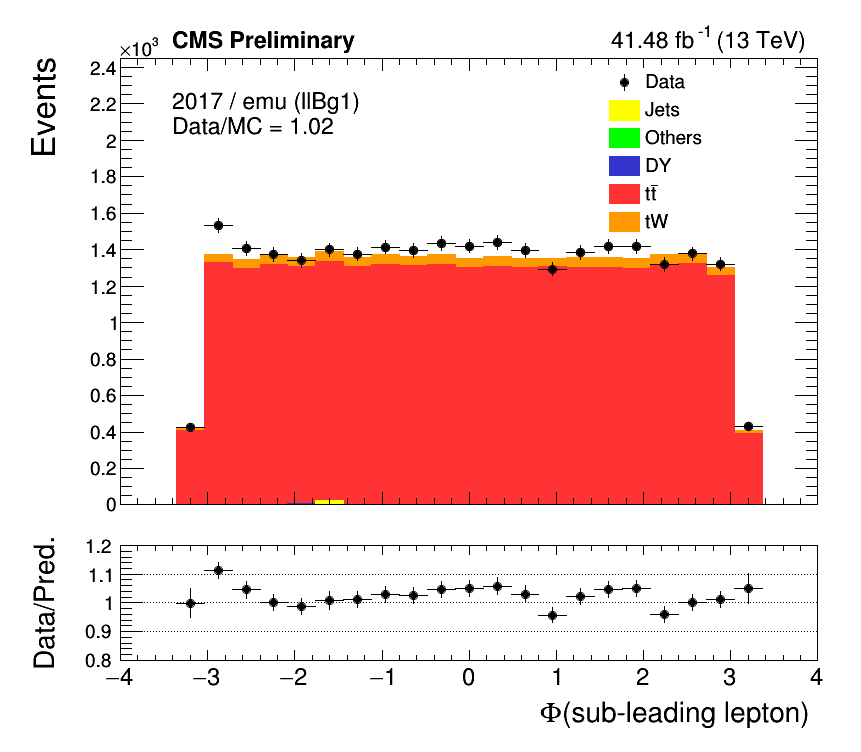 ×10³ CMS Preliminary 41.48 fb⁻¹ (13 TeV)
Events
2.4
2.2
2
1.8
1.6
1.4
1.2
1
0.8
0.6
0.4
0.2
0
2017 / emu (llBg1)
Data/MC = 1.02
Data
Jets
Others
DY
tt̄
tW
Data/Pred.
1.2
1.1
1
0.9
0.8
−4 −3 −2 −1 0 1 2 3 4
Φ(sub-leading lepton)